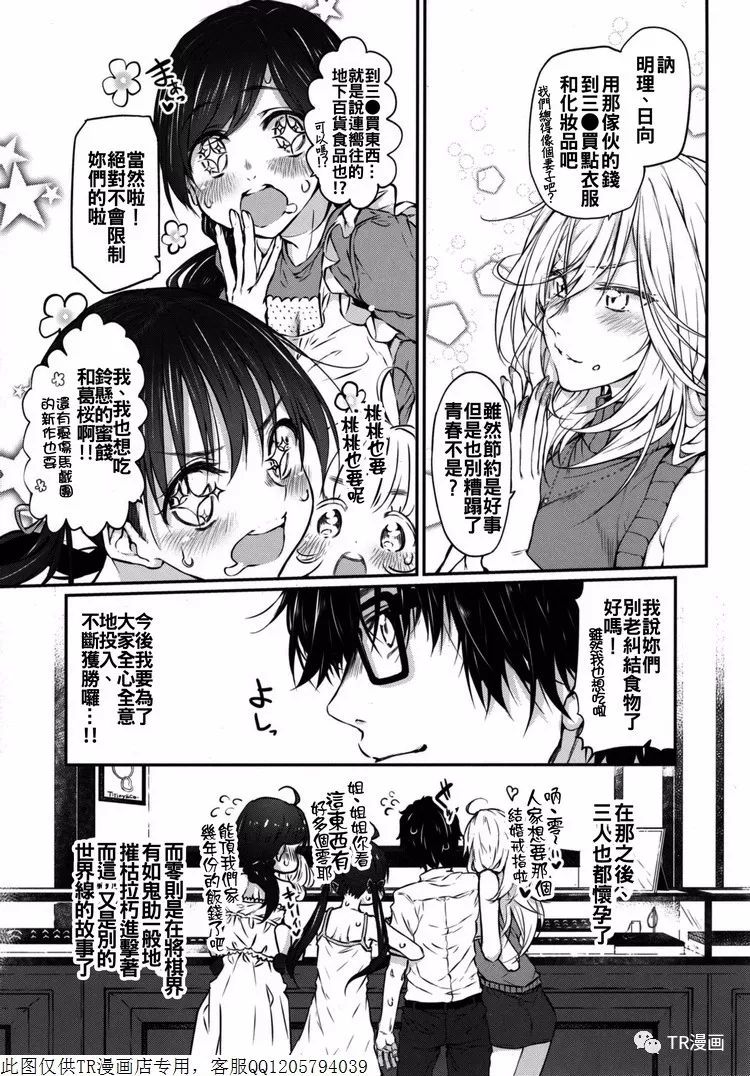 訥
明理、日向
用那傢伙的錢
到三●買點衣服
和化妝品吧
我們總得像個妻子吧？
雖然節約是好事
但是也別糟蹋了
青春不是？
到三●買東西…
就是說連嚮往的
地下百貨食品也!?
可以嗎？!
當然啦！
絕對不會限制
妳們的啦
我、我也想吃
鈴懸的蜜餞
和葛桜啊!!
還有憂傷馬戲團
的新作也要
桃桃也要
桃桃也要呢
我說妳們
別老糾結食物了
好嗎！
雖然我也想吃啦
今後我要為了
大家全心全意
地投入、
不斷獲勝囉…!!
よしっ
在那之後、
三人也都懷孕了
吶、零～
人家想要那個
結婚戒指啦
姐、姐姐你看
這東西有
好多個零耶
能頂我們家
幾年份的飯錢了吧
而零則是在將棋界
有如鬼助一般地
摧枯拉朽進擊著
而這,又是別的
世界線的故事了
此图仅供TR漫画店专用，客服QQ1205794039
TR漫画